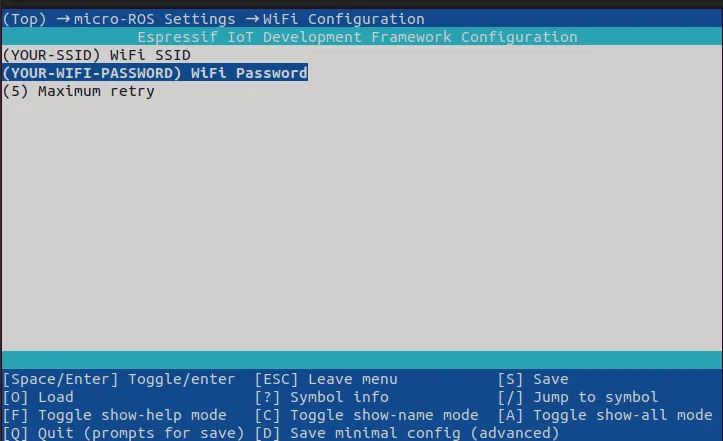 (Top) →micro-ROS Settings →WiFi Configuration
Espressif IoT Development Framework Configuration
(YOUR-SSID) WiFi SSID
(YOUR-WIFI-PASSWORD) WiFi Password
(5) Maximum retry
[Space/Enter] Toggle/enter [ESC] Leave menu [S] Save
[O] Load [?] Symbol info [/] Jump to symbol
[F] Toggle show-help mode [C] Toggle show-name mode [A] Toggle show-all mode
[Q] Quit (prompts for save) [D] Save minimal config (advanced)